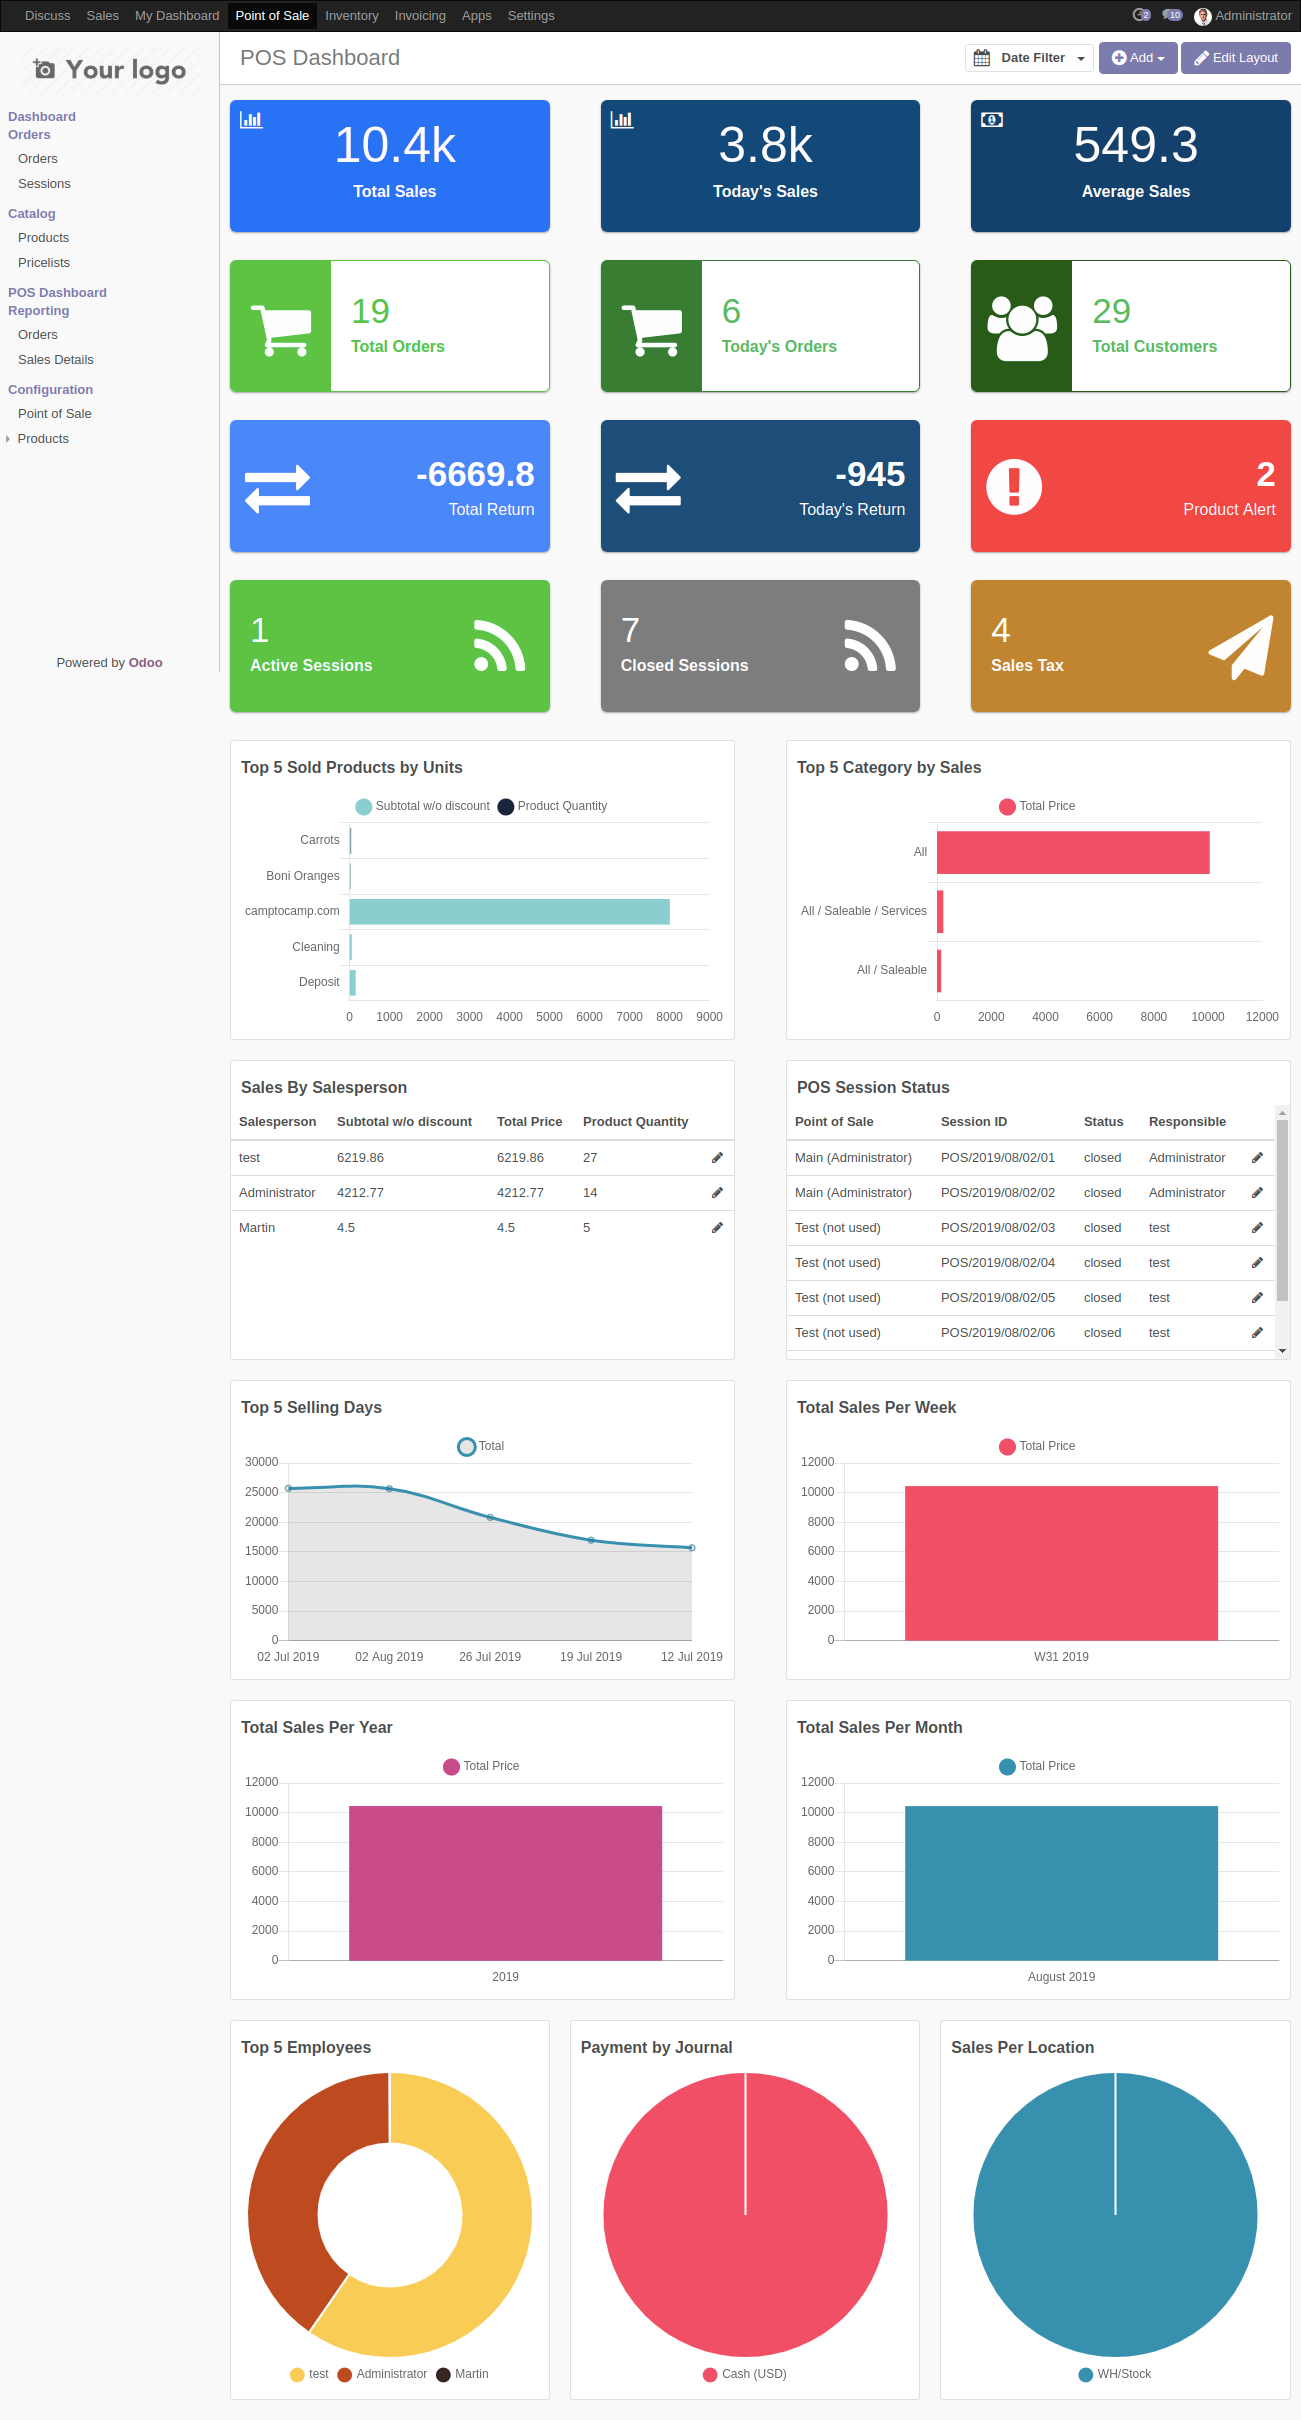 Discuss Sales My Dashboard Point of Sale Inventory Invoicing Apps Settings 2 10 Administrator
Your logo
Dashboard
Orders
Orders
Sessions
Catalog
Products
Pricelists
POS Dashboard
Reporting
Orders
Sales Details
Configuration
Point of Sale
Products
Powered by Odoo
POS Dashboard
Date Filter Add Edit Layout
10.4k
Total Sales
3.8k
Today's Sales
549.3
Average Sales
19
Total Orders
6
Today's Orders
29
Total Customers
-6669.8
Total Return
-945
Today's Return
2
Product Alert
1
Active Sessions
7
Closed Sessions
4
Sales Tax
Top 5 Sold Products by Units
Subtotal w/o discount Product Quantity
Carrots
Boni Oranges
camptocamp.com
Cleaning
Deposit
0 1000 2000 3000 4000 5000 6000 7000 8000 9000
Top 5 Category by Sales
Total Price
All
All / Saleable / Services
All / Saleable
0 2000 4000 6000 8000 10000 12000
Sales By Salesperson
Salesperson Subtotal w/o discount Total Price Product Quantity
test 6219.86 6219.86 27
Administrator 4212.77 4212.77 14
Martin 4.5 4.5 5
POS Session Status
Point of Sale Session ID Status Responsible
Main (Administrator) POS/2019/08/02/01 closed Administrator
Main (Administrator) POS/2019/08/02/02 closed Administrator
Test (not used) POS/2019/08/02/03 closed test
Test (not used) POS/2019/08/02/04 closed test
Test (not used) POS/2019/08/02/05 closed test
Test (not used) POS/2019/08/02/06 closed test
Top 5 Selling Days
Total
30000
25000
20000
15000
10000
5000
0
02 Jul 2019 02 Aug 2019 26 Jul 2019 19 Jul 2019 12 Jul 2019
Total Sales Per Week
Total Price
12000
10000
8000
6000
4000
2000
0
W31 2019
Total Sales Per Year
Total Price
12000
10000
8000
6000
4000
2000
0
2019
Total Sales Per Month
Total Price
12000
10000
8000
6000
4000
2000
0
August 2019
Top 5 Employees
test Administrator Martin
Payment by Journal
Cash (USD)
Sales Per Location
WH/Stock